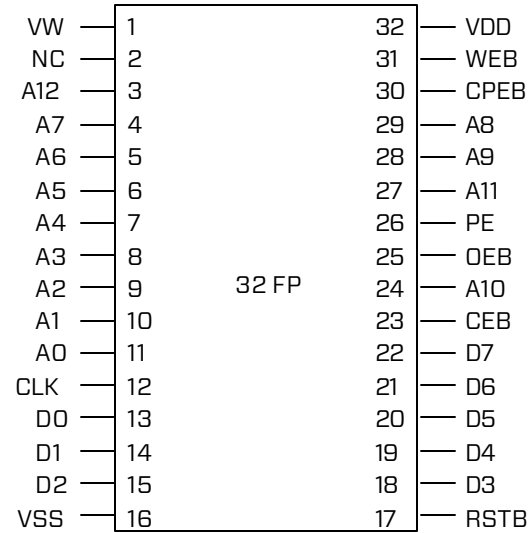 VW 1 32 VDD
NC 2 31 WEB
A12 3 30 CPEB
A7 4 29 A8
A6 5 28 A9
A5 6 27 A11
A4 7 26 PE
A3 8 25 OEB
A2 9 32 FP 24 A10
A1 10 23 CEB
A0 11 22 D7
CLK 12 21 D6
D0 13 20 D5
D1 14 19 D4
D2 15 18 D3
VSS 16 17 RSTB